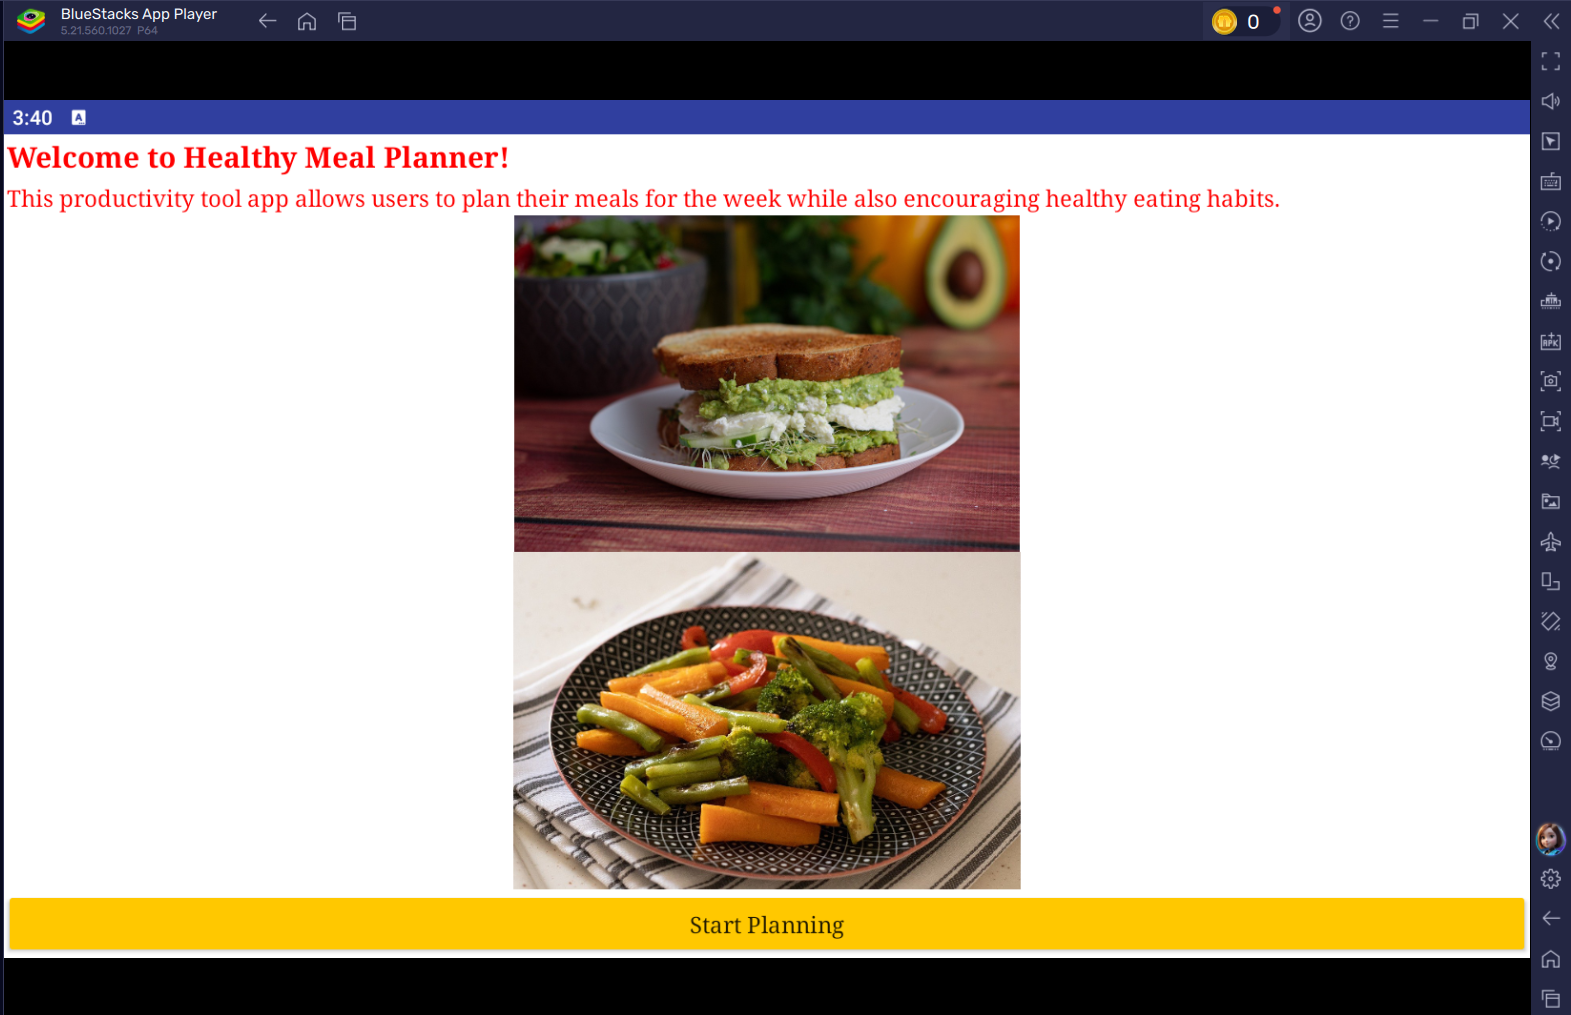 BlueStacks App Player
5.21.560.1027 P64
0
3:40
A
Welcome to Healthy Meal Planner!
This productivity tool app allows users to plan their meals for the week while also encouraging healthy eating habits.
APK
Start Planning